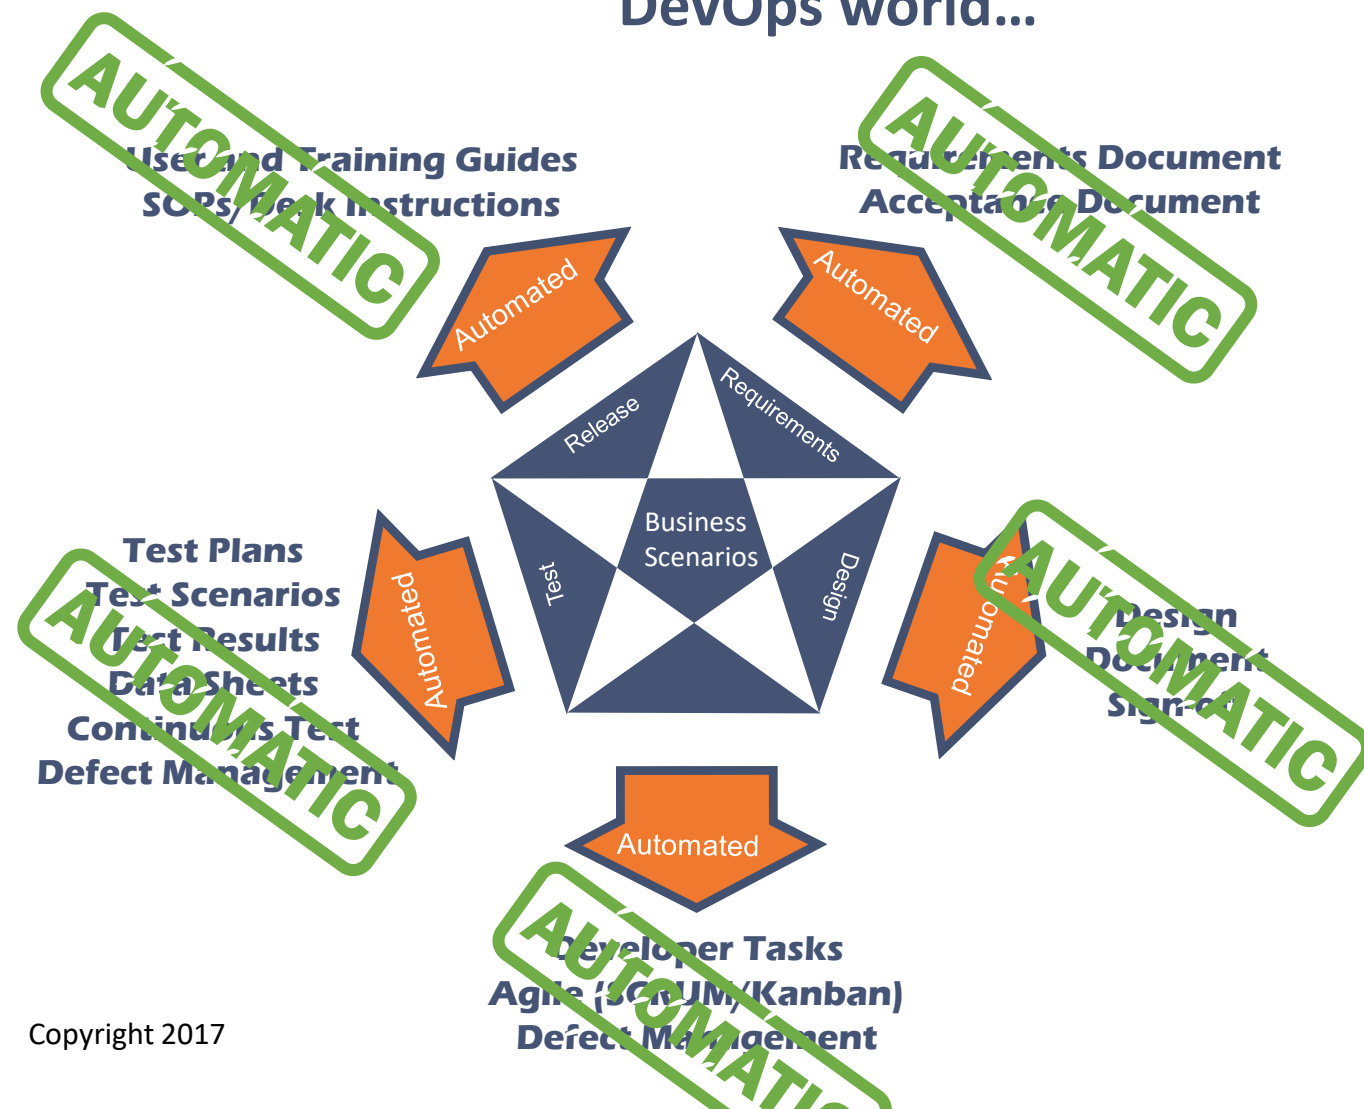 DevOps world...
AUTOMATIC
User and Training Guides
SOPs/Desk Instructions
AUTOMATIC
Requirements Document
Acceptance Document
Automated
Automated
Release
Requirements
Business
Scenarios
Test
Design
Test Plans
Test Scenarios
Test Results
Data Sheets
Continuous Test
Defect Management
AUTOMATIC
Automated
Automated
AUTOMATIC
Design
Document
Sign-off
Automated
Developer Tasks
Agile (SCRUM/Kanban)
Defect Management
AUTOMATIC
Copyright 2017